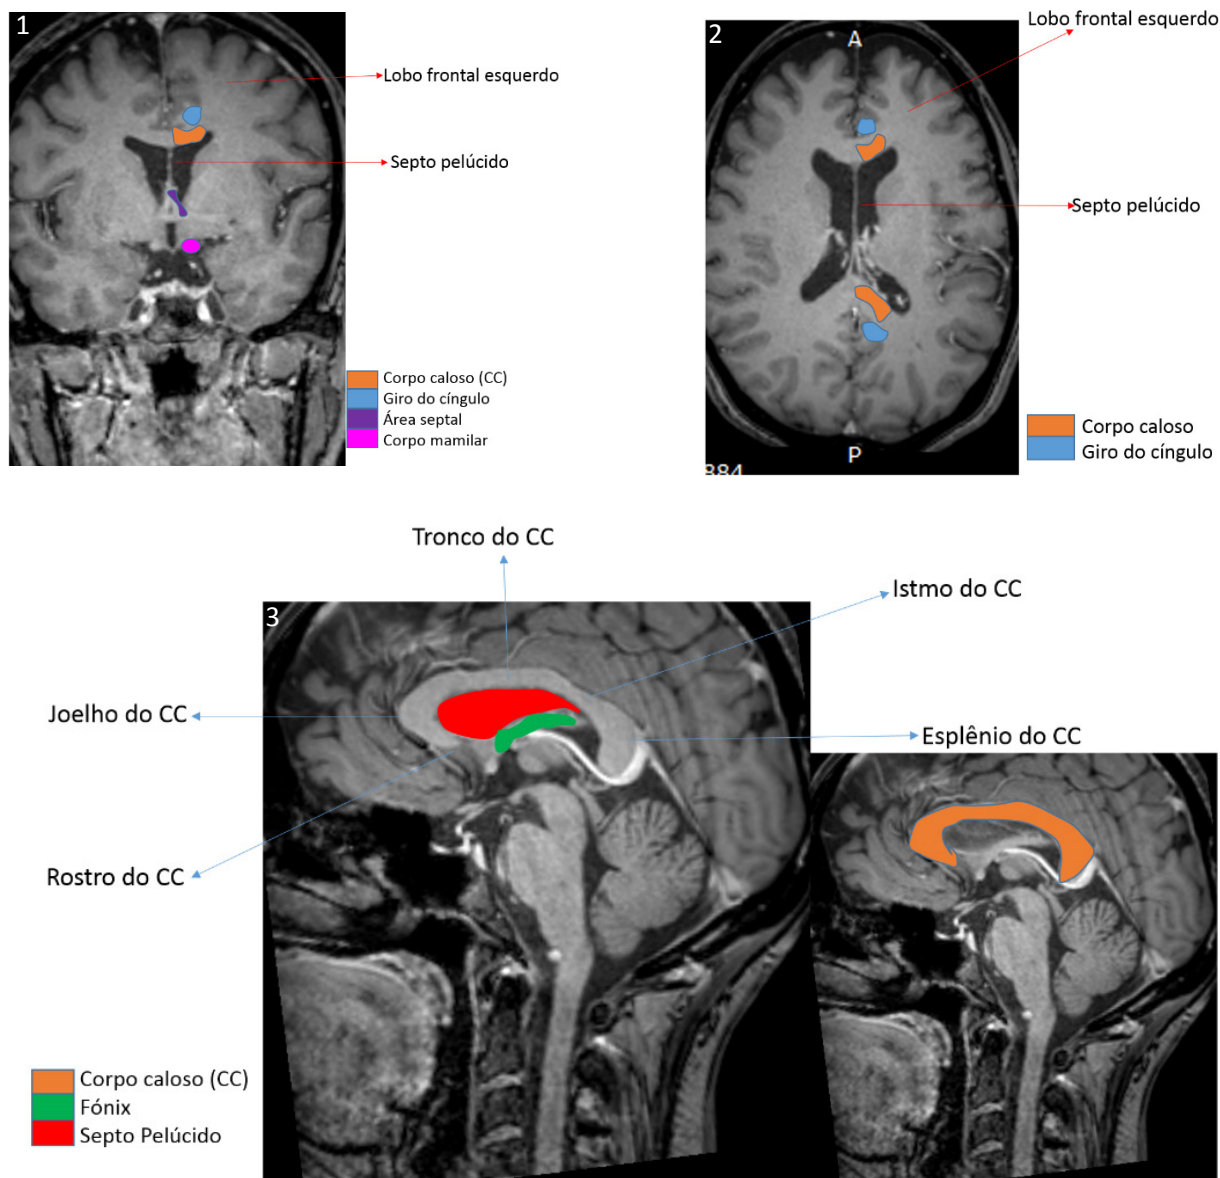 1
Lobo frontal esquerdo
Septo pelúcido
Corpo caloso (CC)
Giro do cíngulo
Área septal
Corpo mamilar
2
A
Lobo frontal esquerdo
Septo pelúcido
P
884
Corpo caloso
Giro do cíngulo
Tronco do CC
Istmo do CC
3
Joelho do CC
Esplênio do CC
Rostro do CC
Corpo caloso (CC)
Fónix
Septo Pelúcido